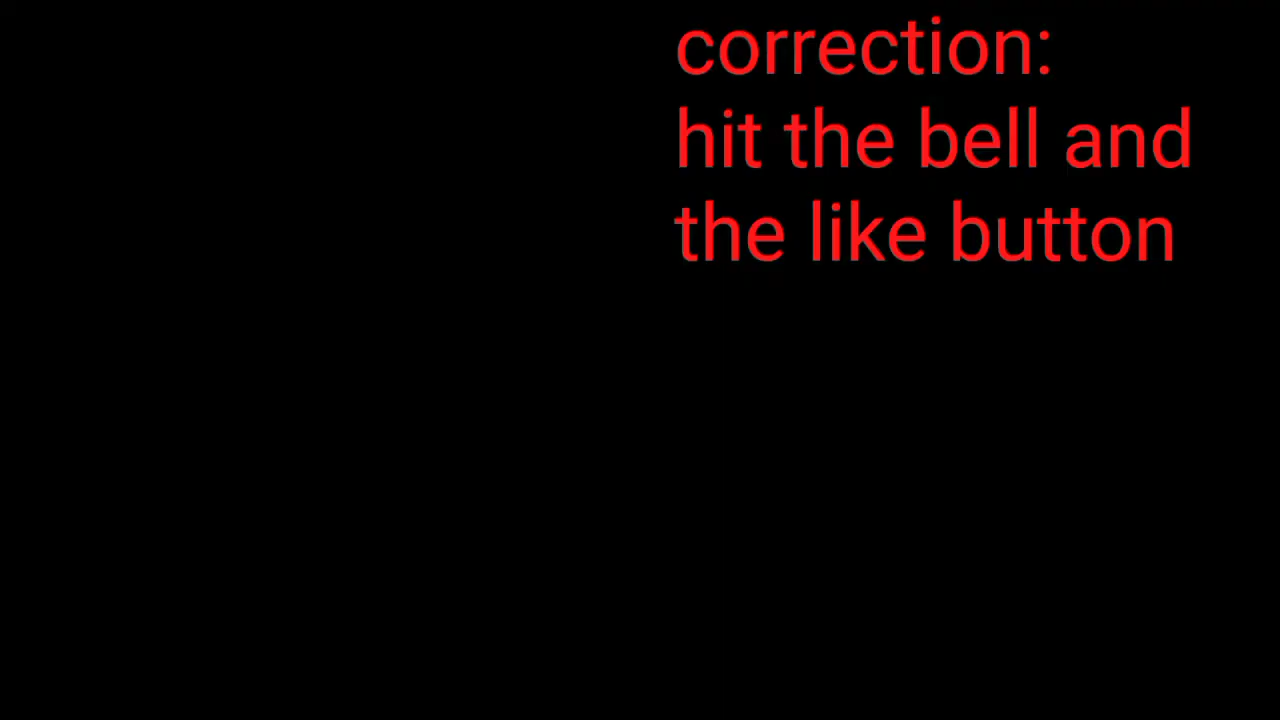 correction:
hit the bell and
the like button